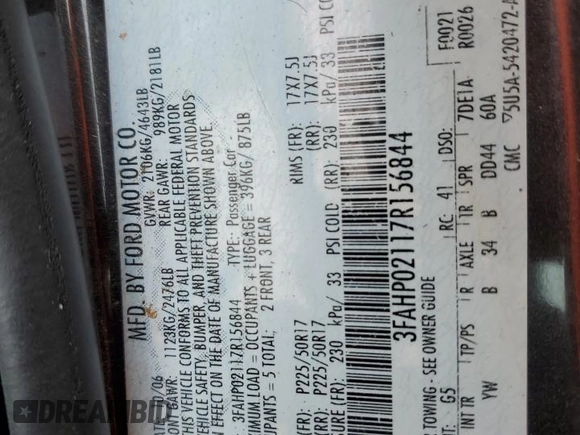 MFD. BY FORD MOTOR CO.
GVWR: 2106KG/4643LB
1123KG/2476LB REAR GAWR: 989KG/2181LB
THIS VEHICLE CONFORMS TO ALL APPLICABLE FEDERAL MOTOR
VEHICLE SAFETY, BUMPER, AND THEFT PREVENTION STANDARDS
ON THE DATE OF MANUFACTURE SHOWN ABOVE.
3FAHP02117R156844 TYPE: Passenger Car
MAXIMUM LOAD = OCCUPANTS + LUGGAGE = 396KG/ 875LB
5 TOTAL; 2 FRONT, 3 REAR
P225/50R17 RIMS (FR): 17X7.5J
P225/50R17 (RR): 17X7.5J
(FR): 230 kPa/ 33 PSI COLD (RR): 230 kPa/ 33 PSI CO
3FAHP02117R156844
TOWING - SEE OWNER GUIDE F0021
G5 RC: 41 DSO: R0026
INT TR TP/PS R AXLE TR SPR 7DE1A
YW B 34 B DD44 60A
CMC 5U5A-5420472-A
DREAMBID